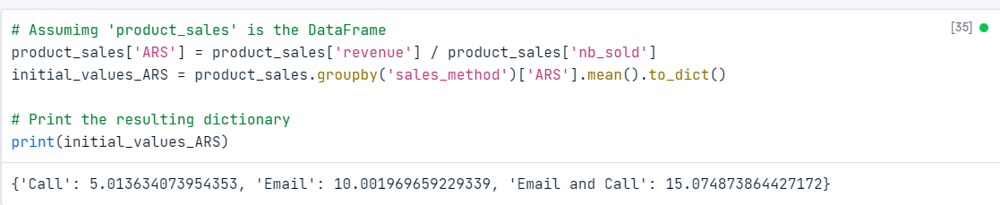 # Assumimg 'product_sales' is the DataFrame
[35]
product_sales['ARS'] = product_sales['revenue'] / product_sales['nb_sold']
initial_values_ARS = product_sales.groupby('sales_method')['ARS'].mean().to_dict()
# Print the resulting dictionary
print(initial_values_ARS)
{'Call': 5.013634073954353, 'Email': 10.001969659229339, 'Email and Call': 15.074873864427172}